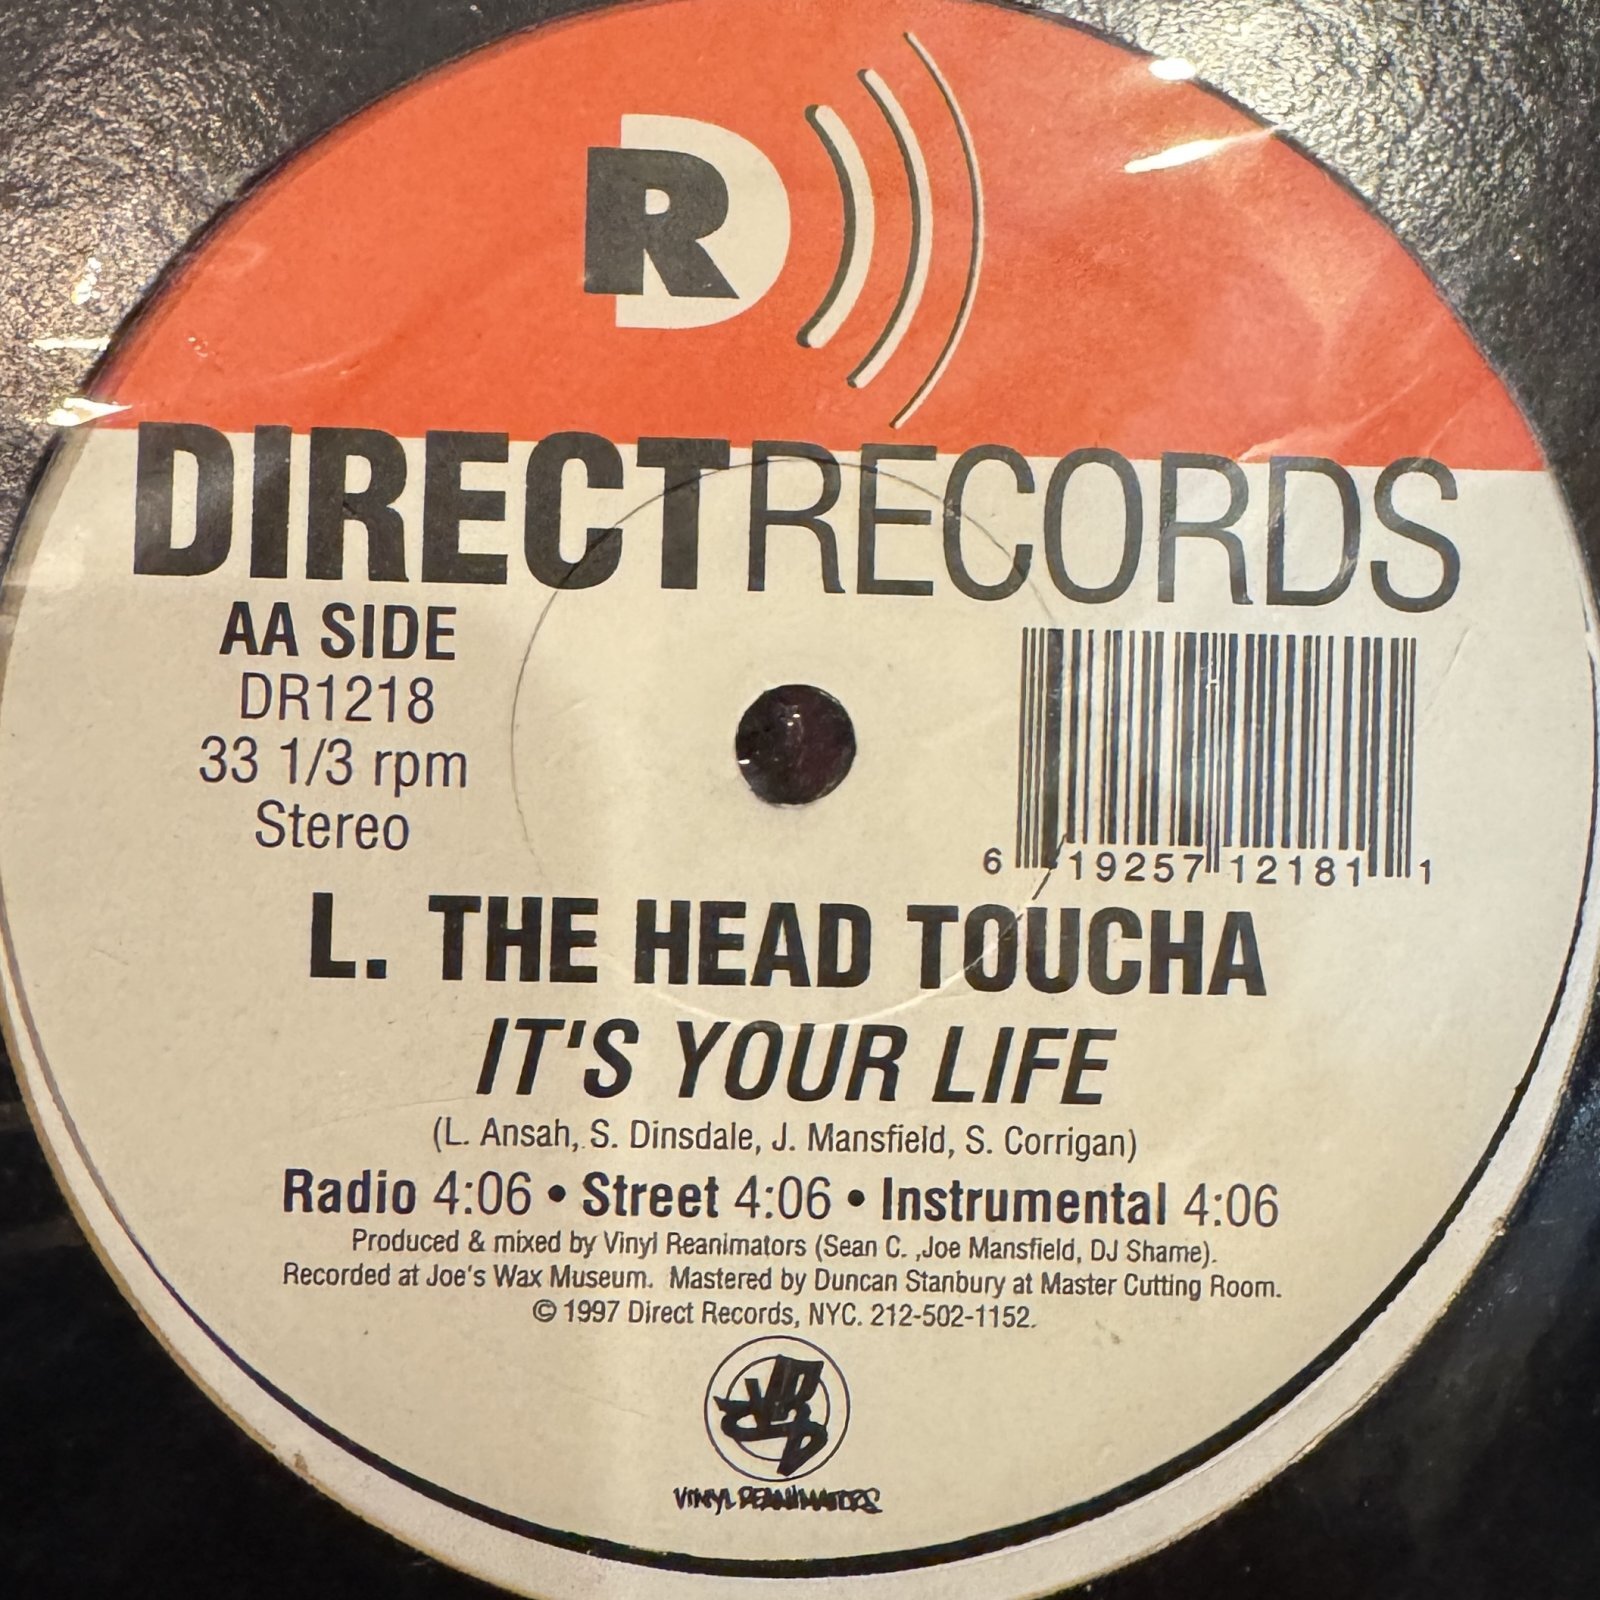 DR
DIRECTRECORDS
AA SIDE
DR1218
33 1/3 rpm
Stereo
6 19257 12181 1
L. THE HEAD TOUCHA
IT'S YOUR LIFE
(L. Ansah, S. Dinsdale, J. Mansfield, S. Corrigan)
Radio 4:06 • Street 4:06 • Instrumental 4:06
Produced & mixed by Vinyl Reanimators (Sean C. ,Joe Mansfield, DJ Shame).
Recorded at Joe's Wax Museum. Mastered by Duncan Stanbury at Master Cutting Room.
© 1997 Direct Records, NYC. 212-502-1152.
VINYL REANIMATORS